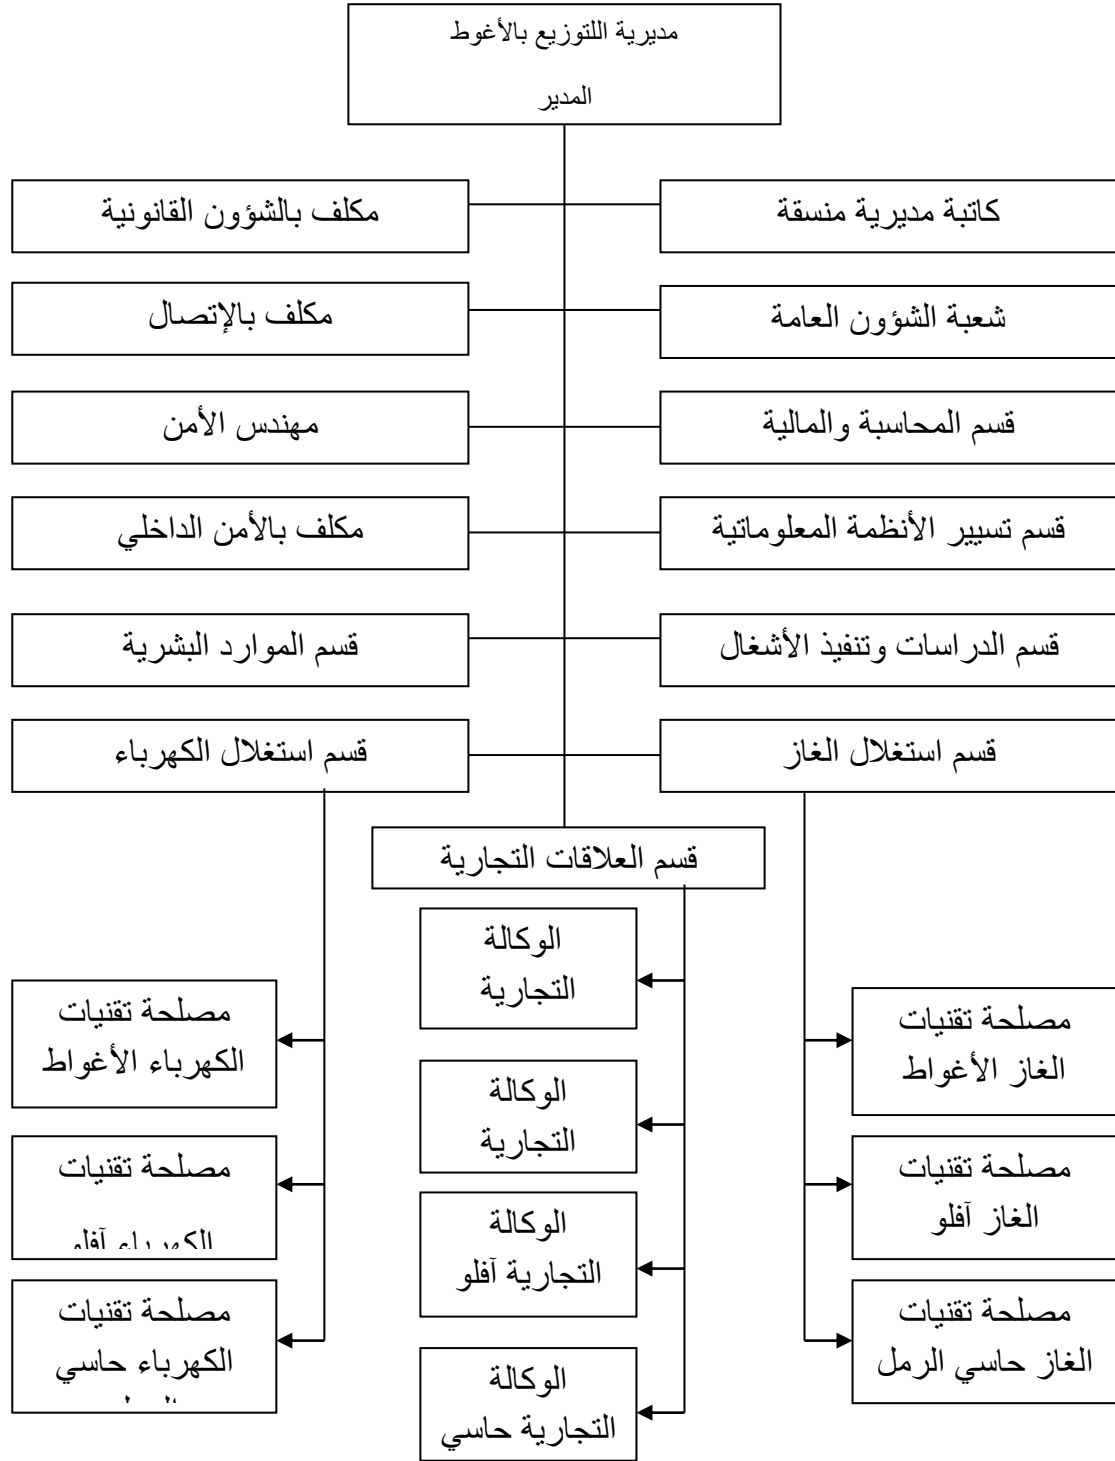 مديرية اللتوزيع بالأغوط
المدير
كاتبة مديرية منسقة
مكلف بالشؤون القانونية
شعبة الشؤون العامة
مكلف بالإتصال
قسم المحاسبة والمالية
مهندس الأمن
قسم تسيير الأنظمة المعلوماتية
مكلف بالأمن الداخلي
قسم الدراسات وتنفيذ الأشغال
قسم الموارد البشرية
قسم استغلال الغاز
قسم استغلال الكهرباء
قسم العلاقات التجارية
مصلحة تقنيات
الغاز الأغواط
مصلحة تقنيات
الغاز آفلو
مصلحة تقنيات
الغاز حاسي الرمل
الوكالة
التجارية
الوكالة
التجارية
الوكالة
التجارية آفلو
الوكالة
التجارية حاسي
مصلحة تقنيات
الكهرباء الأغواط
مصلحة تقنيات
الكهرباء آفلو
مصلحة تقنيات
الكهرباء حاسي